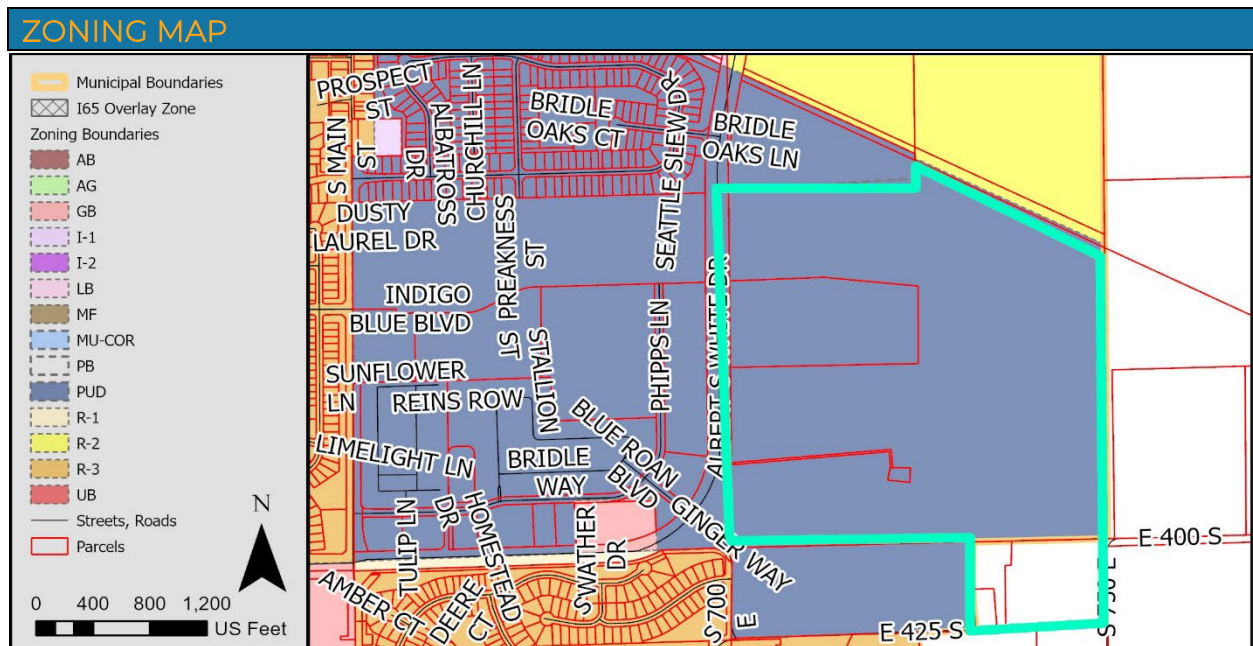 ZONING MAP
Municipal Boundaries
I65 Overlay Zone
Zoning Boundaries
AB
AG
GB
I-1
I-2
LB
MF
MU-COR
PB
PUD
R-1
R-2
R-3
UB
Streets, Roads
Parcels
N
0 400 800 1,200
US Feet
PROSPECT
ST
S MAIN
ST
ALBATROSS
DR
CHURCHILL LN
BRIDLE
OAKS CT
SEATTLE SLEW DR
BRIDLE
OAKS LN
DUSTY
LAUREL DR
PREAKNESS
ST
INDIGO
BLUE BLVD
ST
STALLION
PHIPPS LN
ALBERT S WHITE DR
SUNFLOWER
LN
REINS ROW
LIMELIGHT LN
BRIDLE
WAY
BLUE ROAN
BLVD
GINGER WAY
TULIP LN
HOMESTEAD
DR
SWATHER
DR
AMBER CT
DEERE
CT
S 700
E
E 400 S
E 425 S
S 750 E